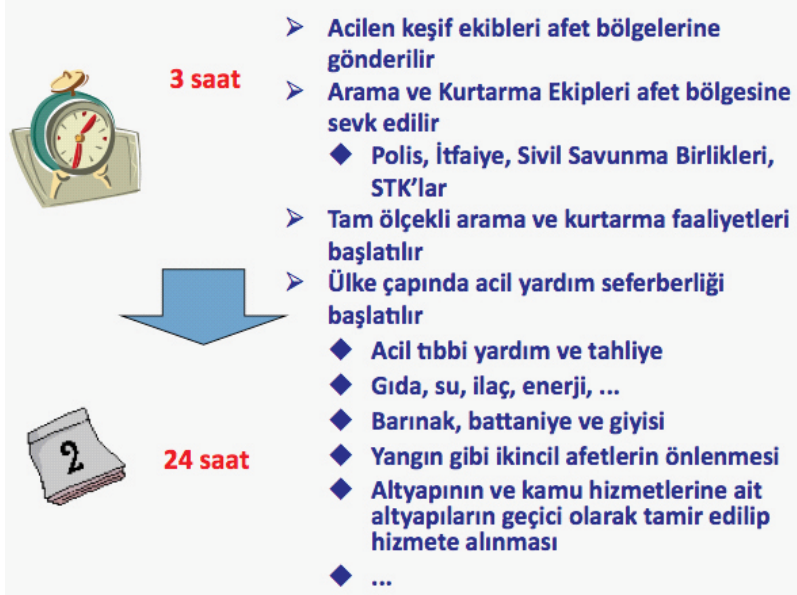 3 saat
➢ Acilen keşif ekibleri afet bölgelerine
gönderilir
➢ Arama ve Kurtarma Ekipleri afet bölgesine
sevk edilir
◆ Polis, İtfaiye, Sivil Savunma Birlikleri,
STK’lar
➢ Tam ölçekli arama ve kurtarma faaliyetleri
başlatılır
➢ Ülke çapında acil yardım seferberliği
başlatılır
◆ Acil tıbbi yardım ve tahliye
◆ Gıda, su, ilaç, enerji, ...
◆ Barınak, battaniye ve giyisi
2
24 saat
◆ Yangın gibi ikincil afetlerin önlenmesi
◆ Altyapının ve kamu hizmetlerine ait
altyapıların geçici olarak tamir edilip
hizmete alınması
◆ ...